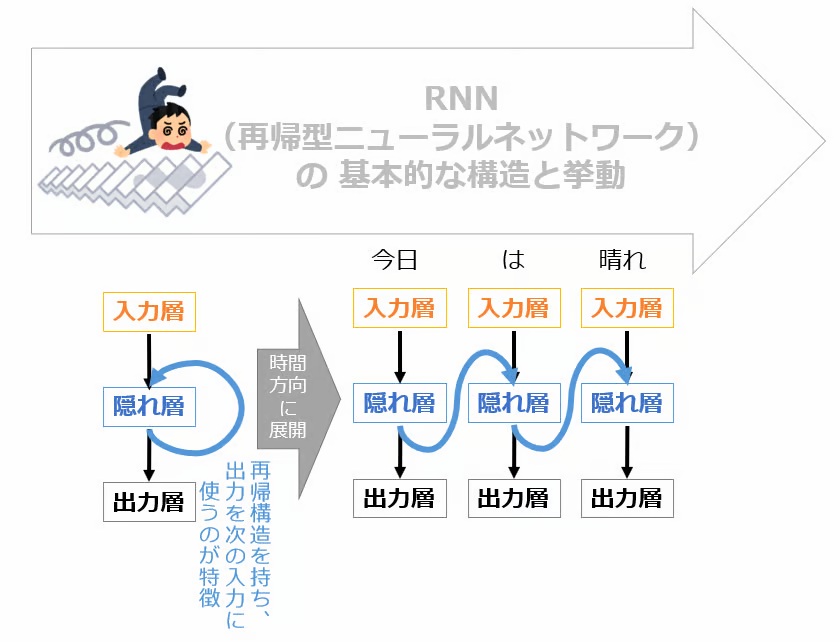 RNN
（再帰型ニューラルネットワーク）
の 基本的な構造と挙動
今日
は
晴れ
入力層
隠れ層
出力層
再帰構造を持ち、
出力を次の入力に
使うのが特徴
時間
方向
に
展開
入力層
入力層
入力層
隠れ層
隠れ層
隠れ層
出力層
出力層
出力層